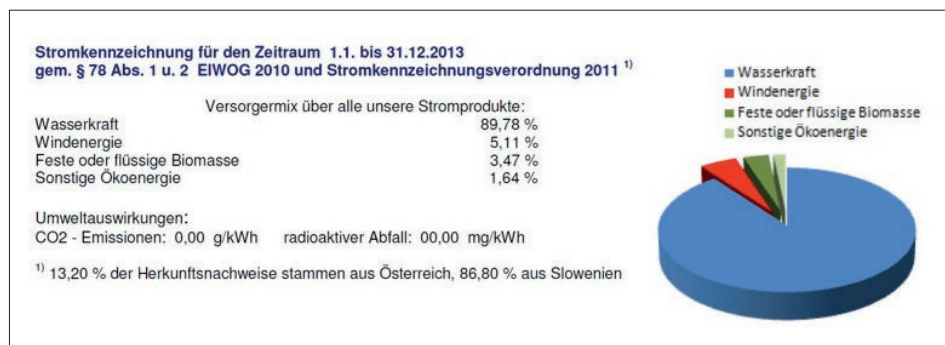 Stromkennzeichnung für den Zeitraum 1.1. bis 31.12.2013
gem. § 78 Abs. 1 u. 2 ElWOG 2010 und Stromkennzeichnungsverordnung 2011 1)
Versorgermix über alle unsere Stromprodukte:
Wasserkraft 89,78 %
Windenergie 5,11 %
Feste oder flüssige Biomasse 3,47 %
Sonstige Ökoenergie 1,64 %
Umweltauswirkungen:
CO2 - Emissionen: 0,00 g/kWh radioaktiver Abfall: 00,00 mg/kWh
1) 13,20 % der Herkunftsnachweise stammen aus Österreich, 86,80 % aus Slowenien
Wasserkraft
Windenergie
Feste oder flüssige Biomasse
Sonstige Ökoenergie